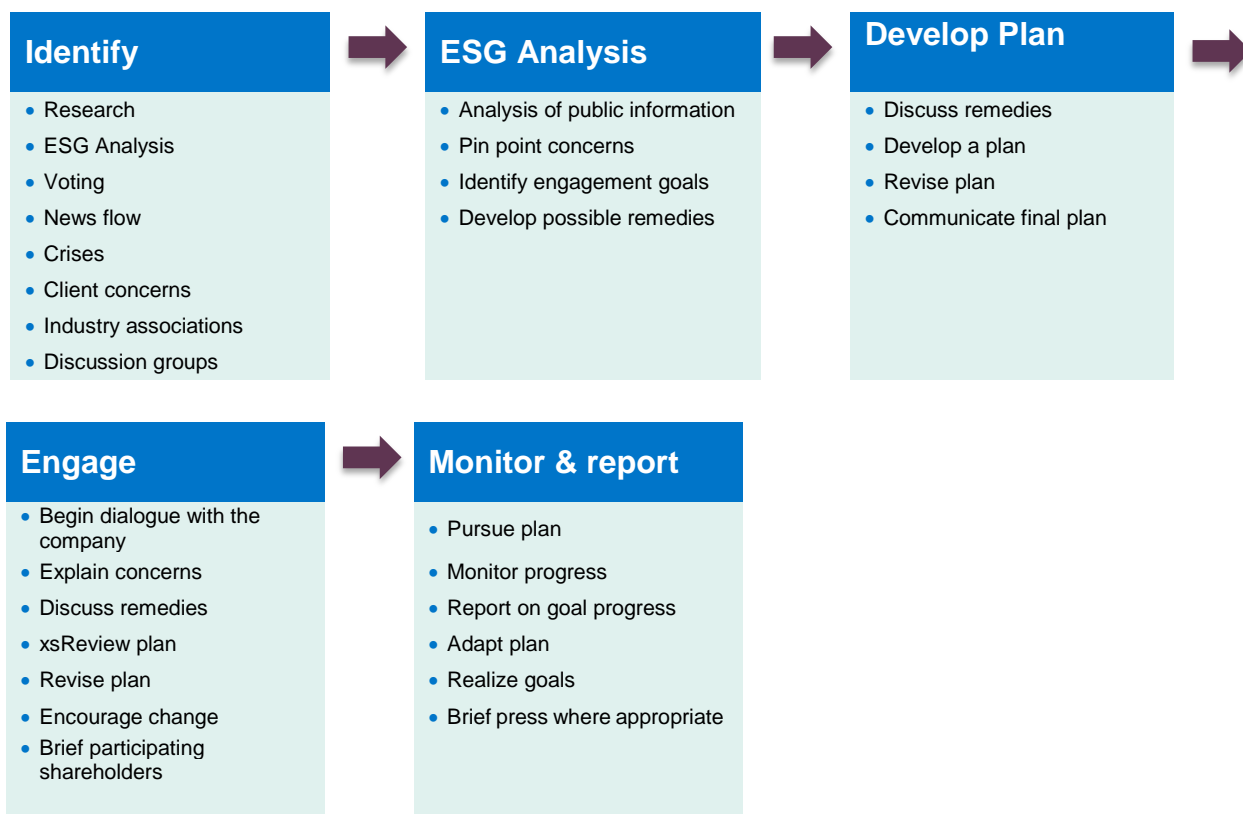 Identify
• Research
• ESG Analysis
• Voting
• News flow
• Crises
• Client concerns
• Industry associations
• Discussion groups
ESG Analysis
• Analysis of public information
• Pin point concerns
• Identify engagement goals
• Develop possible remedies
Develop Plan
• Discuss remedies
• Develop a plan
• Revise plan
• Communicate final plan
Engage
• Begin dialogue with the
company
• Explain concerns
• Discuss remedies
• xsReview plan
• Revise plan
• Encourage change
• Brief participating
shareholders
Monitor & report
• Pursue plan
• Monitor progress
• Report on goal progress
• Adapt plan
• Realize goals
• Brief press where appropriate